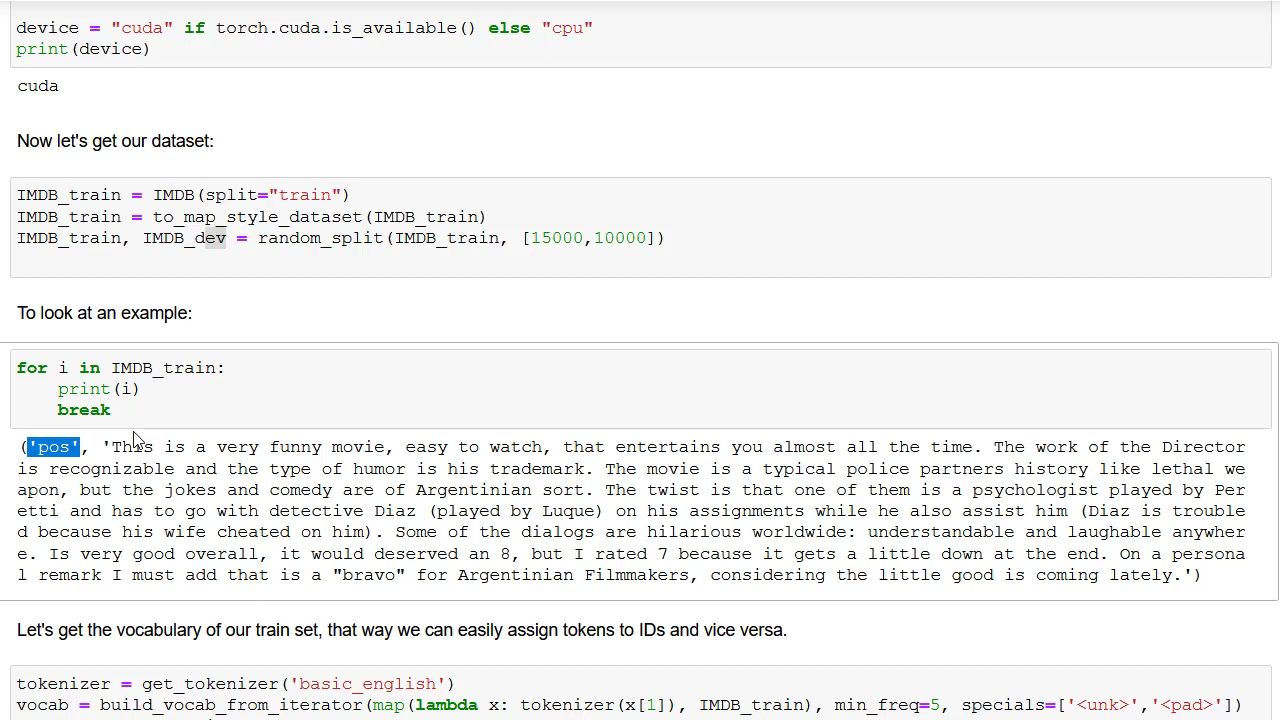 device = "cuda" if torch.cuda.is_available() else "cpu"
print(device)
cuda
Now let's get our dataset:
IMDB_train = IMDB(split="train")
IMDB_train = to_map_style_dataset(IMDB_train)
IMDB_train, IMDB_dev = random_split(IMDB_train, [15000,10000])
To look at an example:
for i in IMDB_train:
    print(i)
    break
('pos', 'This is a very funny movie, easy to watch, that entertains you almost all the time. The work of the Director
is recognizable and the type of humor is his trademark. The movie is a typical police partners history like lethal we
apon, but the jokes and comedy are of Argentinian sort. The twist is that one of them is a psychologist played by Per
etti and has to go with detective Diaz (played by Luque) on his assignments while he also assist him (Diaz is trouble
d because his wife cheated on him). Some of the dialogs are hilarious worldwide: understandable and laughable anywher
e. Is very good overall, it would deserved an 8, but I rated 7 because it gets a little down at the end. On a persona
l remark I must add that is a "bravo" for Argentinian Filmmakers, considering the little good is coming lately.')
Let's get the vocabulary of our train set, that way we can easily assign tokens to IDs and vice versa.
tokenizer = get_tokenizer('basic_english')
vocab = build_vocab_from_iterator(map(lambda x: tokenizer(x[1]), IMDB_train), min_freq=5, specials=['<unk>','<pad>'])